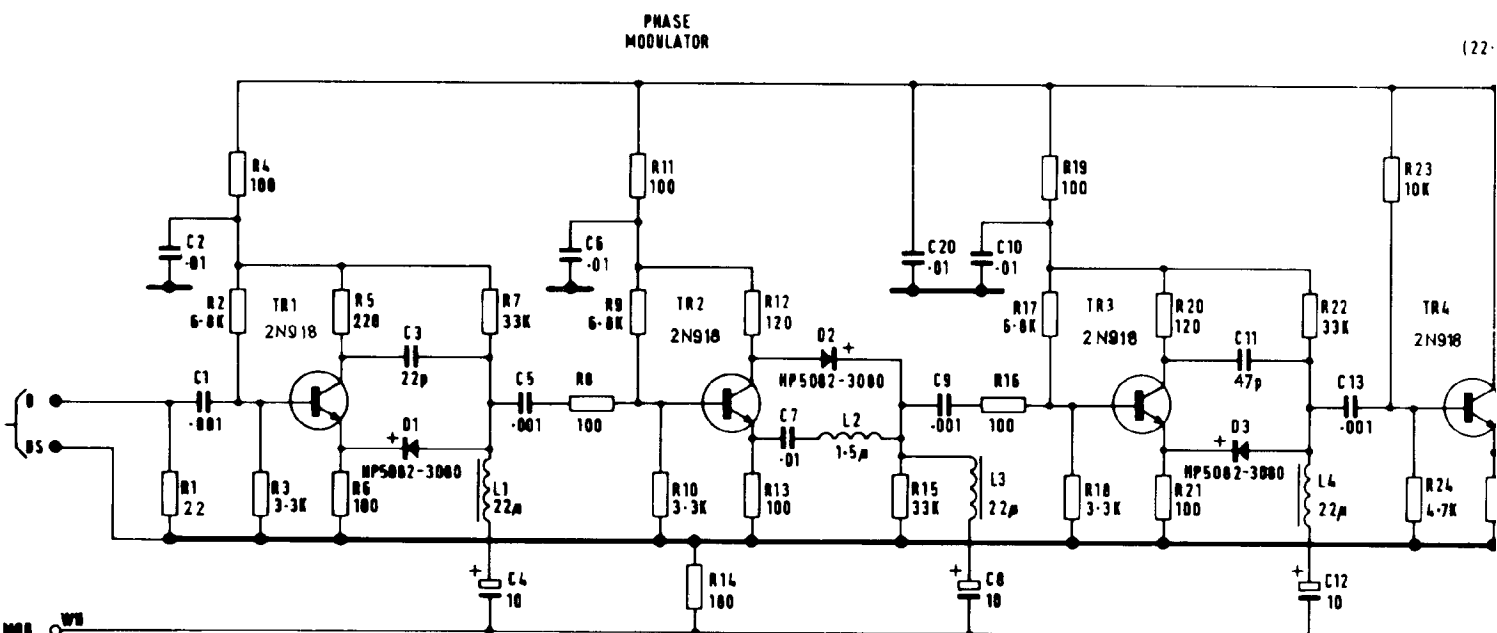 PHASE
MODULATOR
(22·
R4
100
R11
100
R19
100
R23
10K
C2
·01
C6
·01
C20
·01
C10
·01
R2
6·8K
TR1
2N918
R5
220
C3
22p
R7
33K
R9
6·8K
TR2
2N918
R12
120
D2
+
HP5082-3080
R17
6·8K
TR3
2N918
R20
120
C11
47p
R22
33K
TR4
2N918
C1
·001
C5
·001
R8
100
C7
·01
L2
1·5μ
C9
·001
R16
100
C13
·001
+
D1
HP5082-3080
+
D3
HP5082-3080
R1
22
R3
3·3K
R6
100
L1
22μ
R10
3·3K
R13
100
R15
33K
L3
22μ
R18
3·3K
R21
100
L4
22μ
R24
4·7K
+
C4
10
R14
100
+
C8
10
+
C12
10
WH